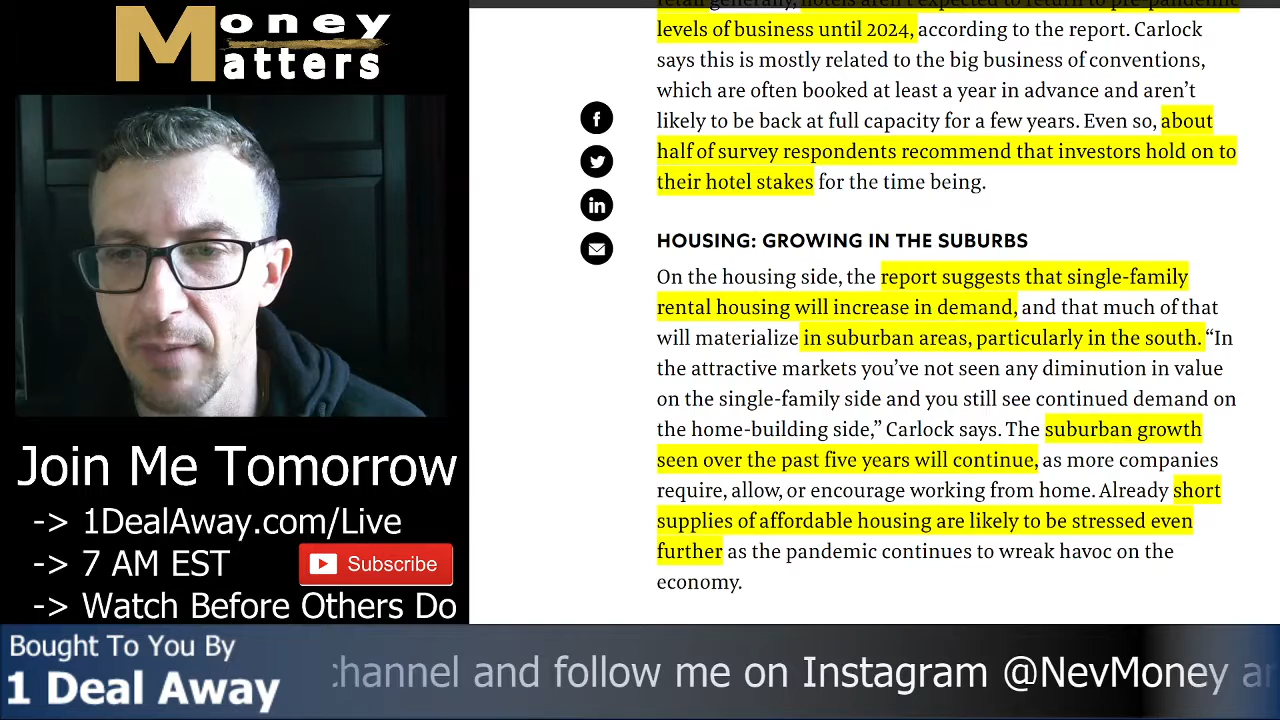 Money
Matters
Join Me Tomorrow
-> 1DealAway.com/Live
-> 7 AM EST
Subscribe
-> Watch Before Others Do
retail generally, hotels aren't expected to return to pre-pandemic
levels of business until 2024, according to the report. Carlock
says this is mostly related to the big business of conventions,
which are often booked at least a year in advance and aren't
likely to be back at full capacity for a few years. Even so, about
half of survey respondents recommend that investors hold on to
their hotel stakes for the time being.
HOUSING: GROWING IN THE SUBURBS
On the housing side, the report suggests that single-family
rental housing will increase in demand, and that much of that
will materialize in suburban areas, particularly in the south. “In
the attractive markets you've not seen any diminution in value
on the single-family side and you still see continued demand on
the home-building side,” Carlock says. The suburban growth
seen over the past five years will continue, as more companies
require, allow, or encourage working from home. Already short
supplies of affordable housing are likely to be stressed even
further as the pandemic continues to wreak havoc on the
economy.
Bought To You By
1 Deal Away
channel and follow me on Instagram @NevMoney